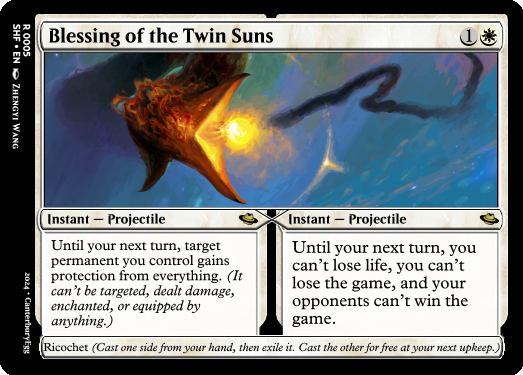 Blessing of the Twin Suns
1
R 0005
SHF • EN ZHENGYI WANG
2024 • CanterburyEgg
Instant — Projectile
Until your next turn, target
permanent you control gains
protection from everything. (It
can't be targeted, dealt damage,
enchanted, or equipped by
anything.)
Instant — Projectile
Until your next turn, you
can't lose life, you can't
lose the game, and your
opponents can't win the
game.
Ricochet (Cast one side from your hand, then exile it. Cast the other for free at your next upkeep.)